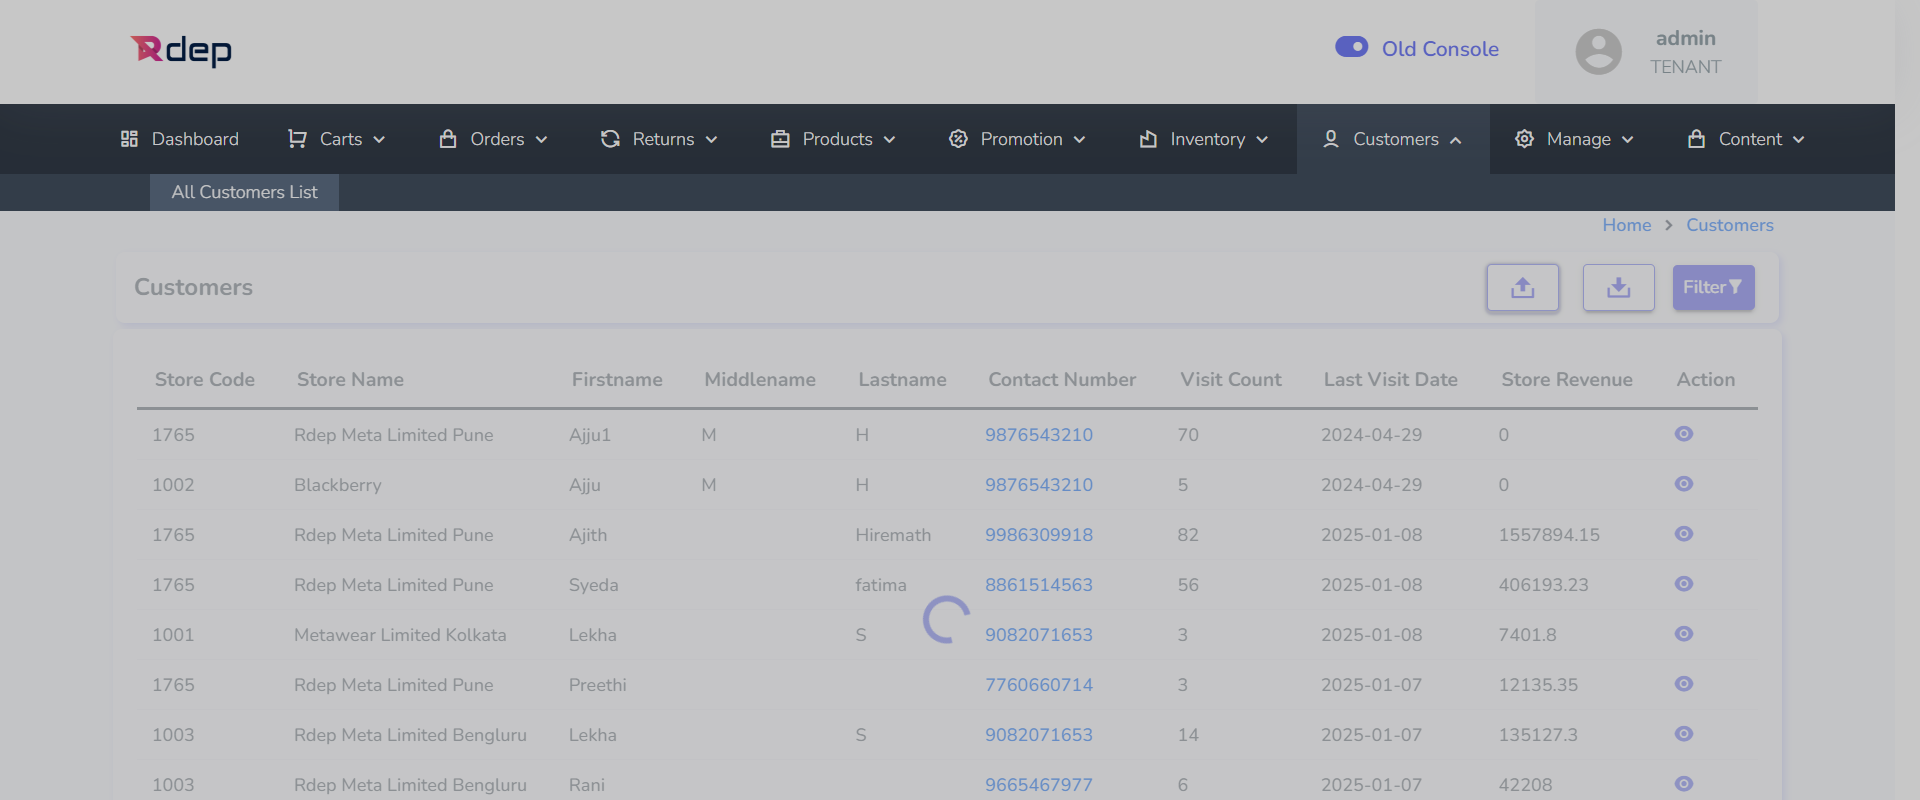 Rdep
Old Console
admin
TENANT
Dashboard Carts Orders Returns Products Promotion Inventory Customers Manage Content
All Customers List
Home > Customers
Customers
Filter
Store Code Store Name Firstname Middlename Lastname Contact Number Visit Count Last Visit Date Store Revenue Action
1765 Rdep Meta Limited Pune Ajju1 M H 9876543210 70 2024-04-29 0
1002 Blackberry Ajju M H 9876543210 5 2024-04-29 0
1765 Rdep Meta Limited Pune Ajith Hiremath 9986309918 82 2025-01-08 1557894.15
1765 Rdep Meta Limited Pune Syeda fatima 8861514563 56 2025-01-08 406193.23
1001 Metawear Limited Kolkata Lekha S 9082071653 3 2025-01-08 7401.8
1765 Rdep Meta Limited Pune Preethi 7760660714 3 2025-01-07 12135.35
1003 Rdep Meta Limited Bengluru Lekha S 9082071653 14 2025-01-07 135127.3
1003 Rdep Meta Limited Bengluru Rani 9665467977 6 2025-01-07 42208